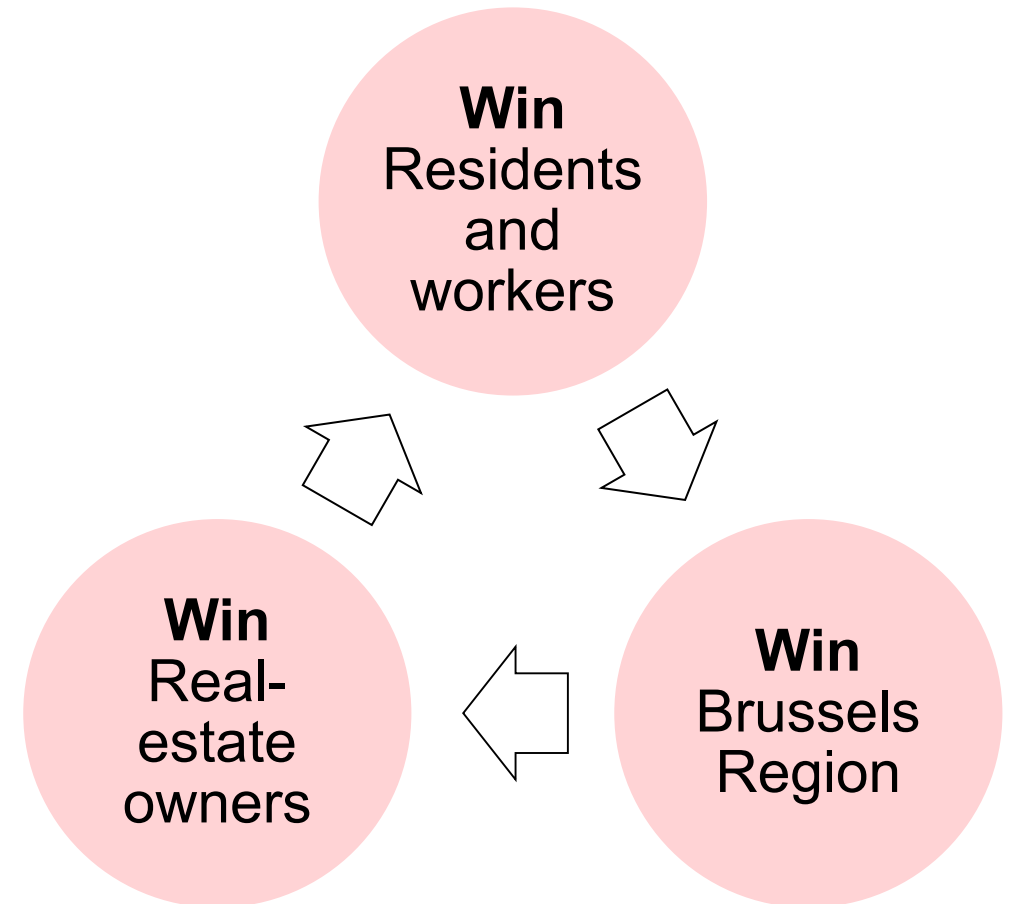 Win
Residents
and
workers
Win
Real-
estate
owners
Win
Brussels
Region